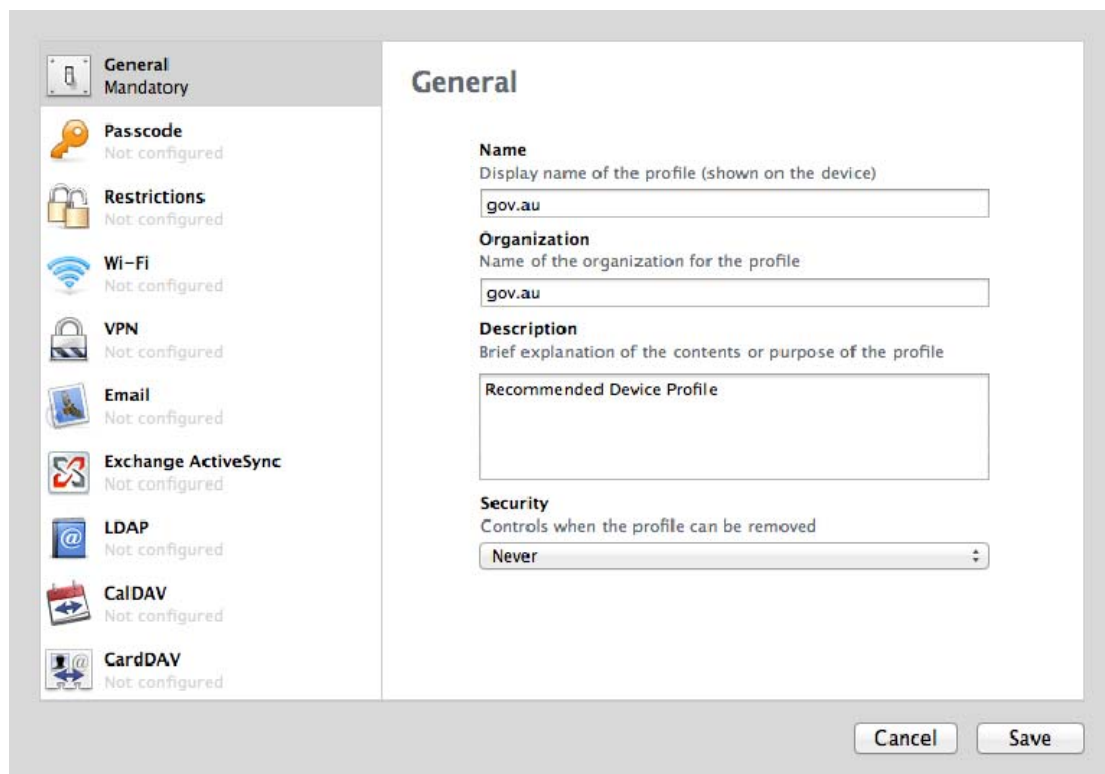 General
Mandatory
Passcode
Not configured
Restrictions
Not configured
Wi-Fi
Not configured
VPN
Not configured
Email
Not configured
Exchange ActiveSync
Not configured
LDAP
Not configured
CalDAV
Not configured
CardDAV
Not configured
General
Name
Display name of the profile (shown on the device)
gov.au
Organization
Name of the organization for the profile
gov.au
Description
Brief explanation of the contents or purpose of the profile
Recommended Device Profile
Security
Controls when the profile can be removed
Never
Cancel
Save